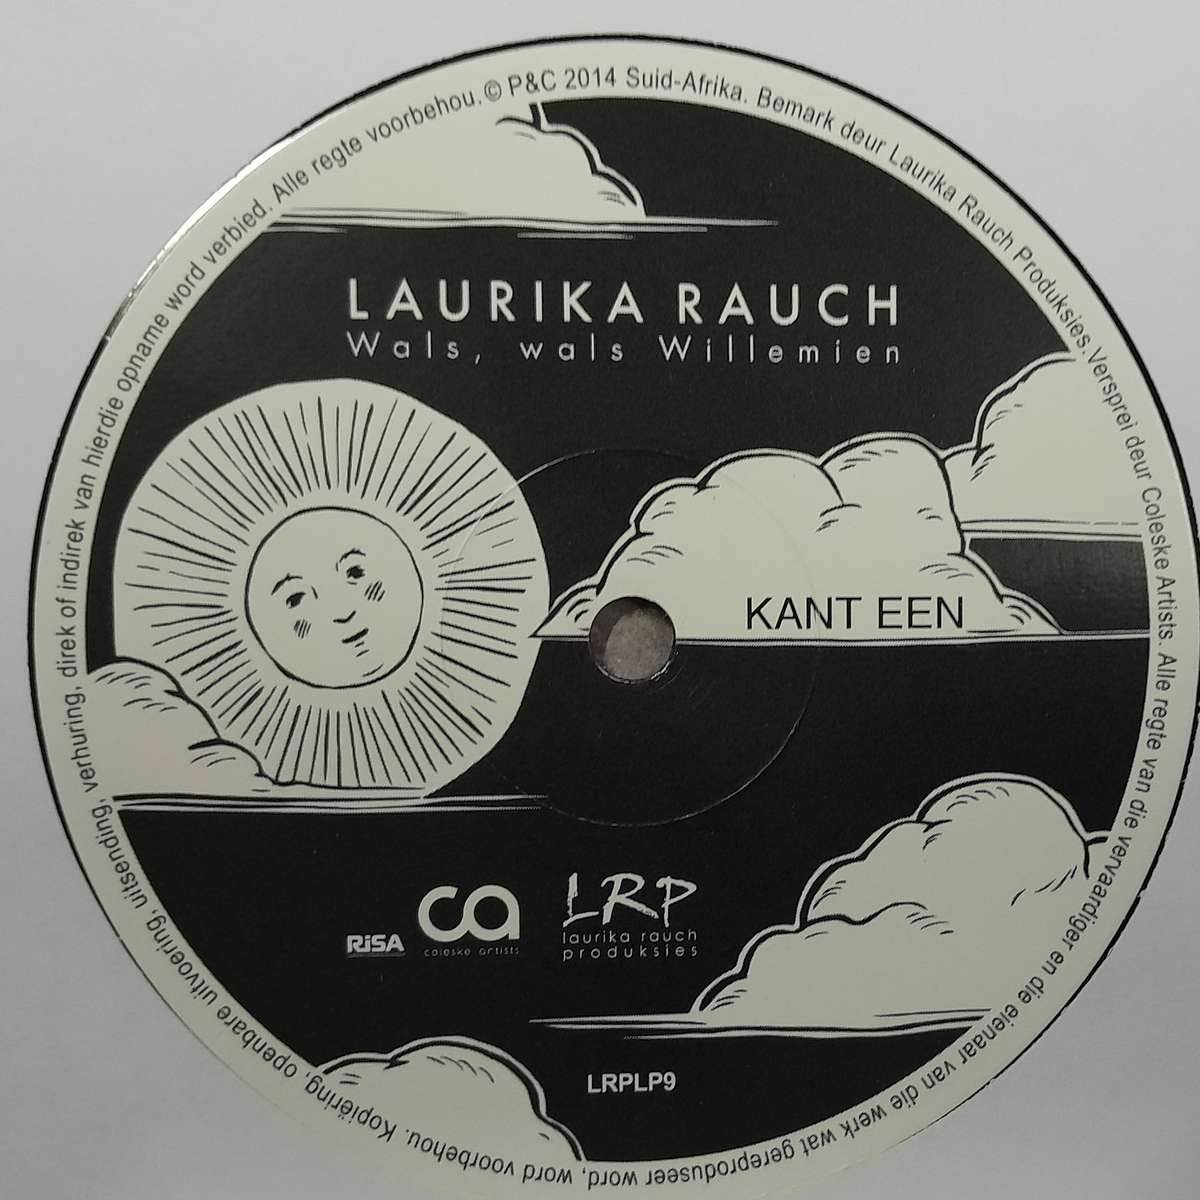 LAURIKA RAUCH
Wals, wals Willemien
KANT EEN
RiSA
ca
coleske artists
LRP
laurika rauch
produksies
LRPLP9
© P&C 2014 Suid-Afrika. Bemark deur Laurika Rauch Produksies. Versprei deur Coleske Artists. Alle regte van die vervaardiger en die eienaar van die werk wat gereproduseer word, word voorbehou. Kopiëring, openbare uitvoering, uitsending, verhuring, direk of indirek van hierdie opname word verbied. Alle regte voorbehou.